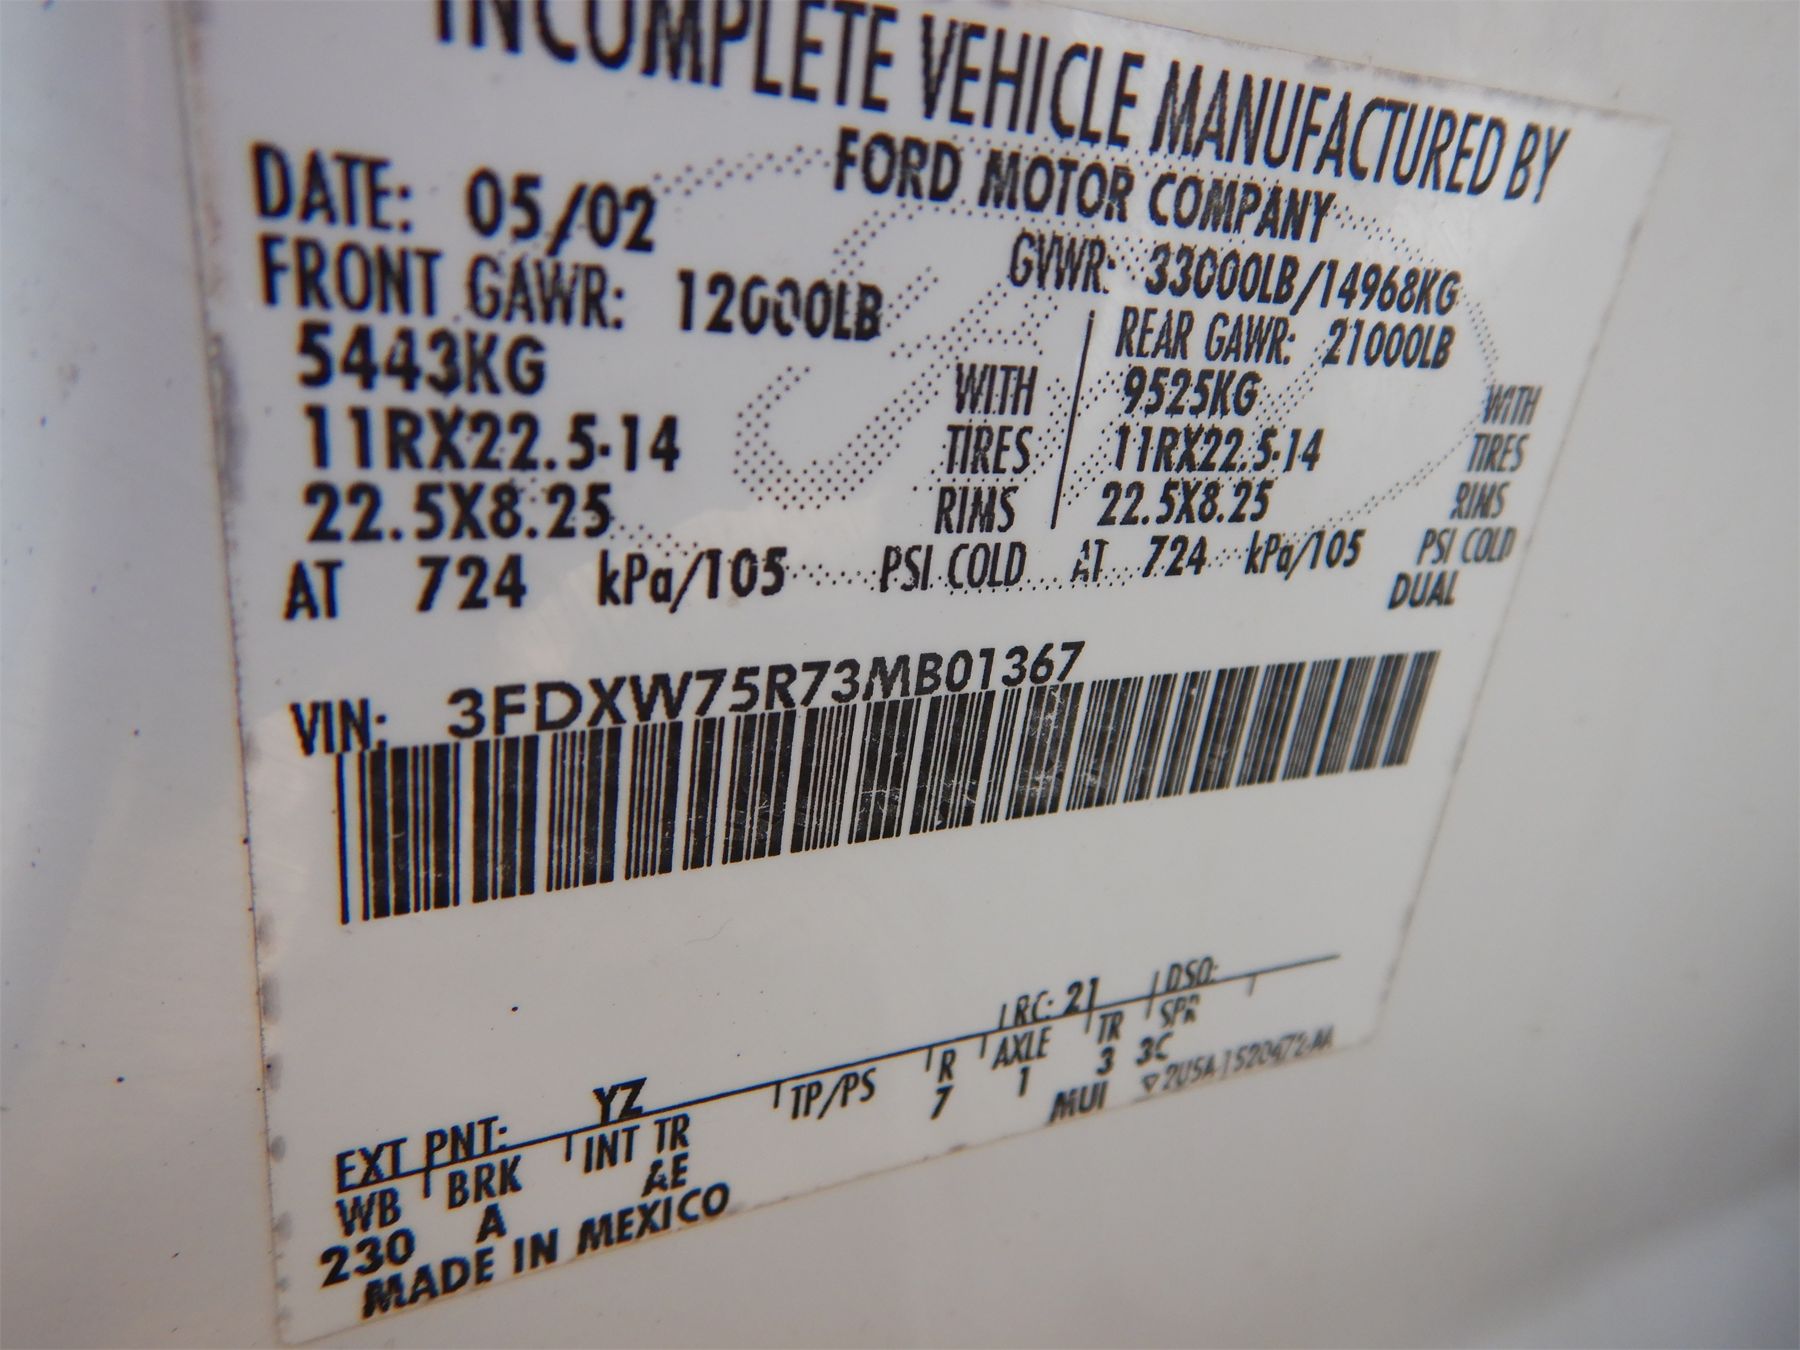 INCOMPLETE VEHICLE MANUFACTURED BY
FORD MOTOR COMPANY
DATE: 05/02
GVWR: 33000LB/14968KG
FRONT GAWR: 12000LB
REAR GAWR: 21000LB
5443KG WITH
9525KG WITH
11RX22.5-14 TIRES
11RX22.5-14 TIRES
22.5X8.25 RIMS
22.5X8.25 RIMS
AT 724 kPa/105 PSI COLD
AT 724 kPa/105 PSI COLD
DUAL
VIN: 3FDXW75R73MB01367
EXT PNT: YZ RC: 21 DSO:
WB BRK INT TR TP/PS R AXLE TR SPR
230 A AE 7 1 3 3C
MADE IN MEXICO MUI ▽2U5A-1520472-AA